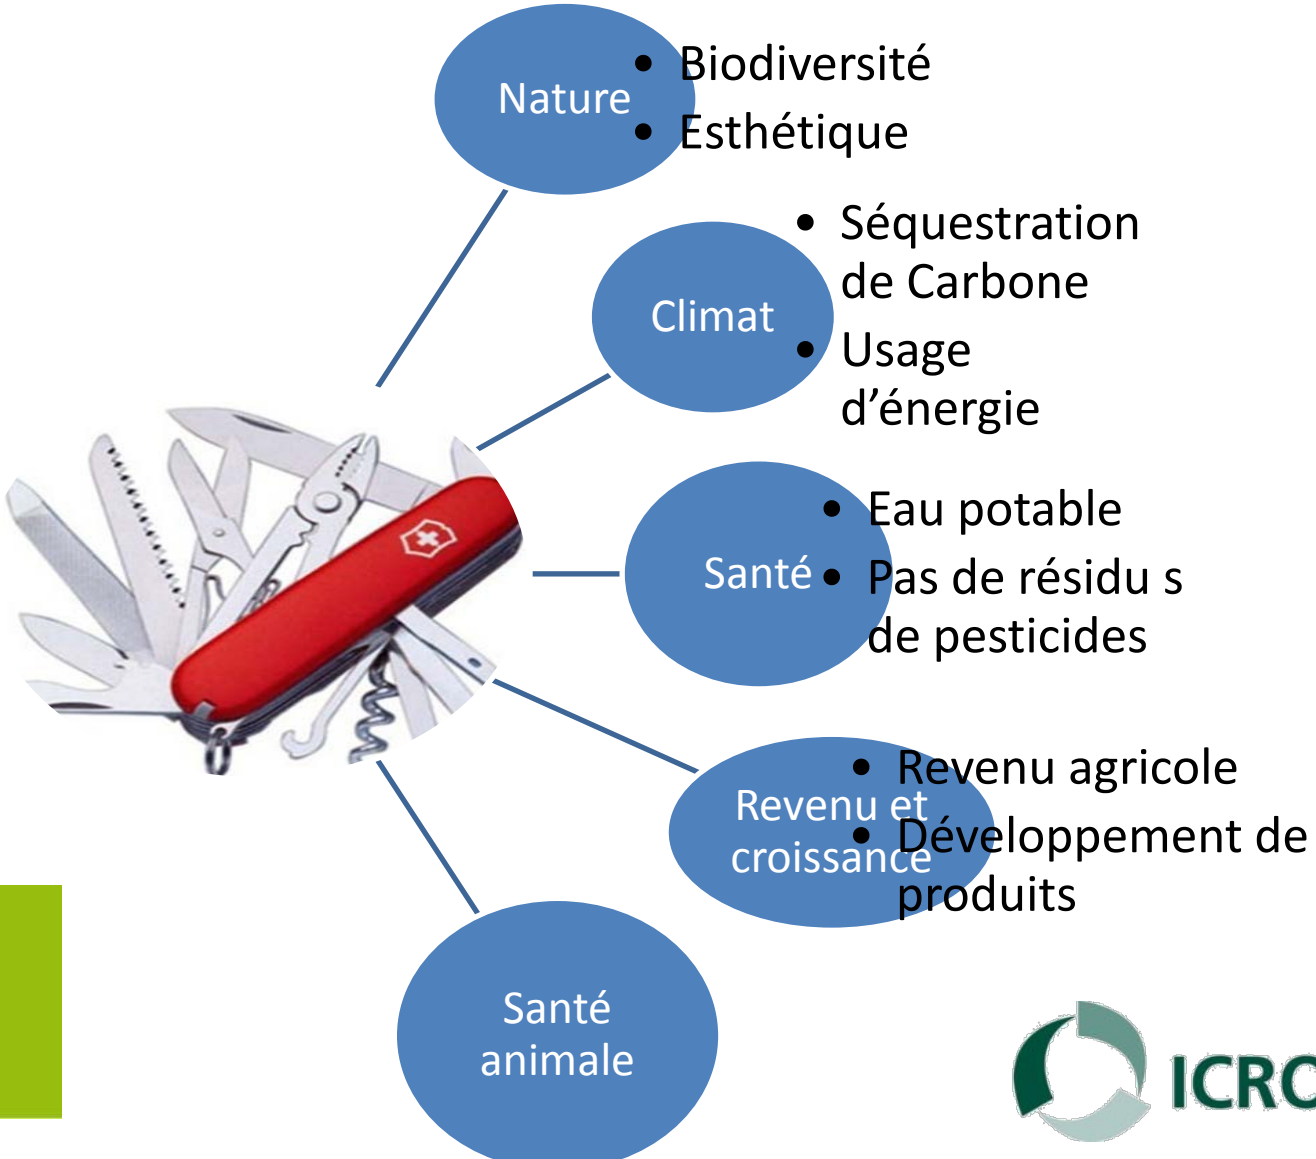 Nature
• Biodiversité
• Esthétique
Climat
• Séquestration
de Carbone
• Usage
d’énergie
Santé
• Eau potable
• Pas de résidu s
de pesticides
Revenu et
croissance
• Revenu agricole
• Développement de
produits
Santé
animale
ICRO